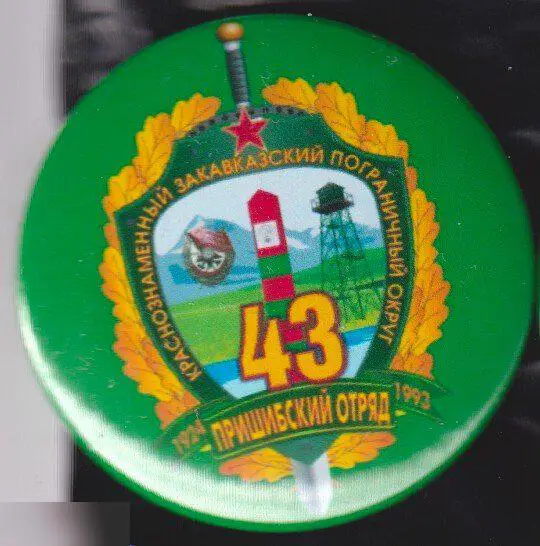 КРАСНОЗНАМЕННЫЙ ЗАКАВКАЗСКИЙ ПОГРАНИЧНЫЙ ОКРУГ
43
1924 ПРИШИБСКИЙ ОТРЯД 1993